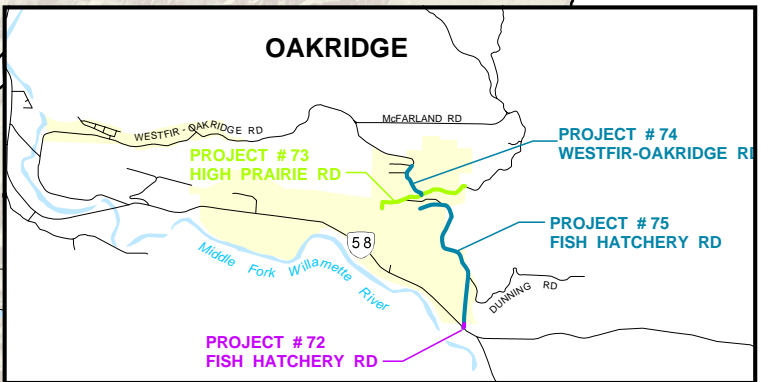 OAKRIDGE
McFARLAND RD
WESTFIR-OAKRIDGE RD
PROJECT # 74
WESTFIR-OAKRIDGE RD
PROJECT # 73
HIGH PRAIRIE RD
PROJECT # 75
FISH HATCHERY RD
58
Middle Fork Willamette River
DUNNING RD
PROJECT # 72
FISH HATCHERY RD